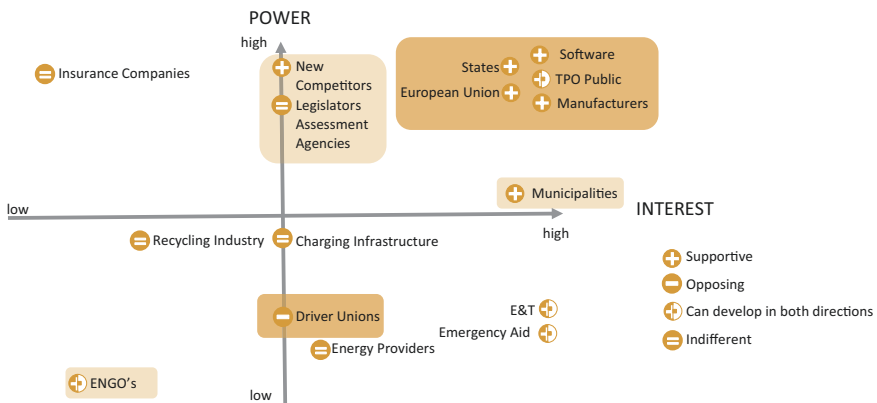 POWER
high
Insurance Companies
New
Competitors
Legislators
Assessment
Agencies
States
European Union
Software
TPO Public
Manufacturers
Municipalities
low
INTEREST
high
Recycling Industry
Charging Infrastructure
Driver Unions
E&T
Emergency Aid
Energy Providers
ENGO's
low
Supportive
Opposing
Can develop in both directions
Indifferent